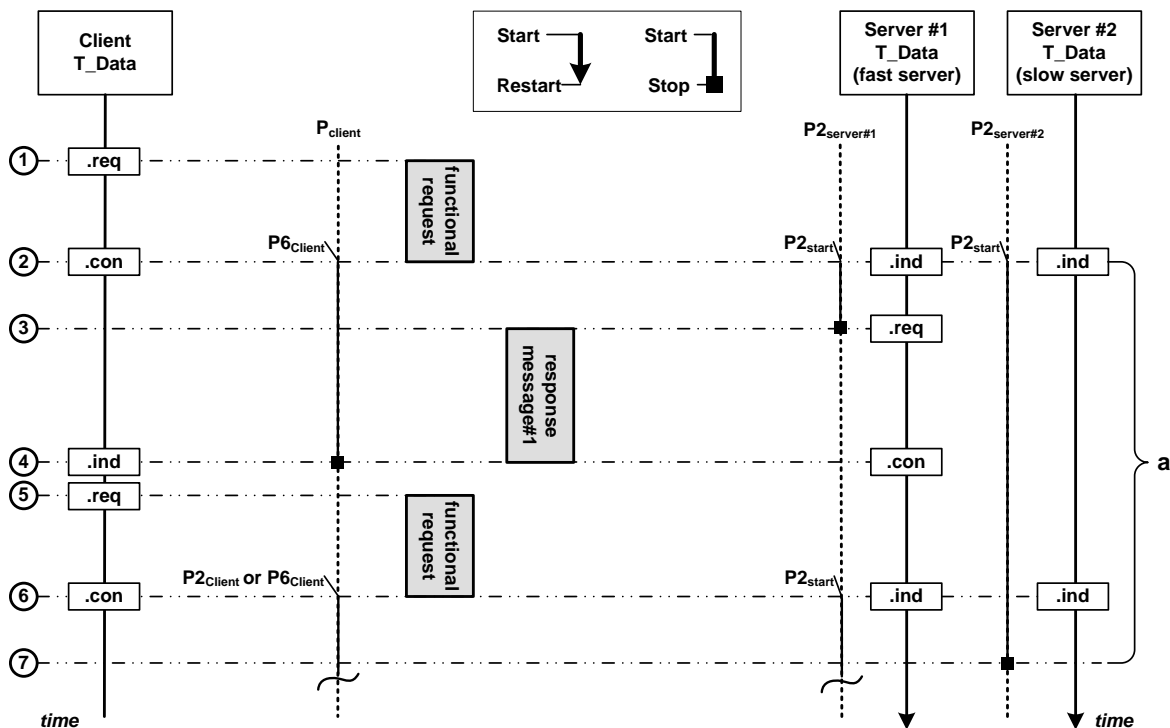 Client
T_Data
Start
Restart
Start
Stop
Server #1
T_Data
(fast server)
Server #2
T_Data
(slow server)
Pclient
P2server#1
P2server#2
1
.req
functional
request
2
.con
P6Client
P2start
.ind
P2start
.ind
3
.req
response
message#1
4
.ind
.con
a
5
.req
functional
request
6
.con
P2Client or P6Client
P2start
.ind
.ind
7
time
time